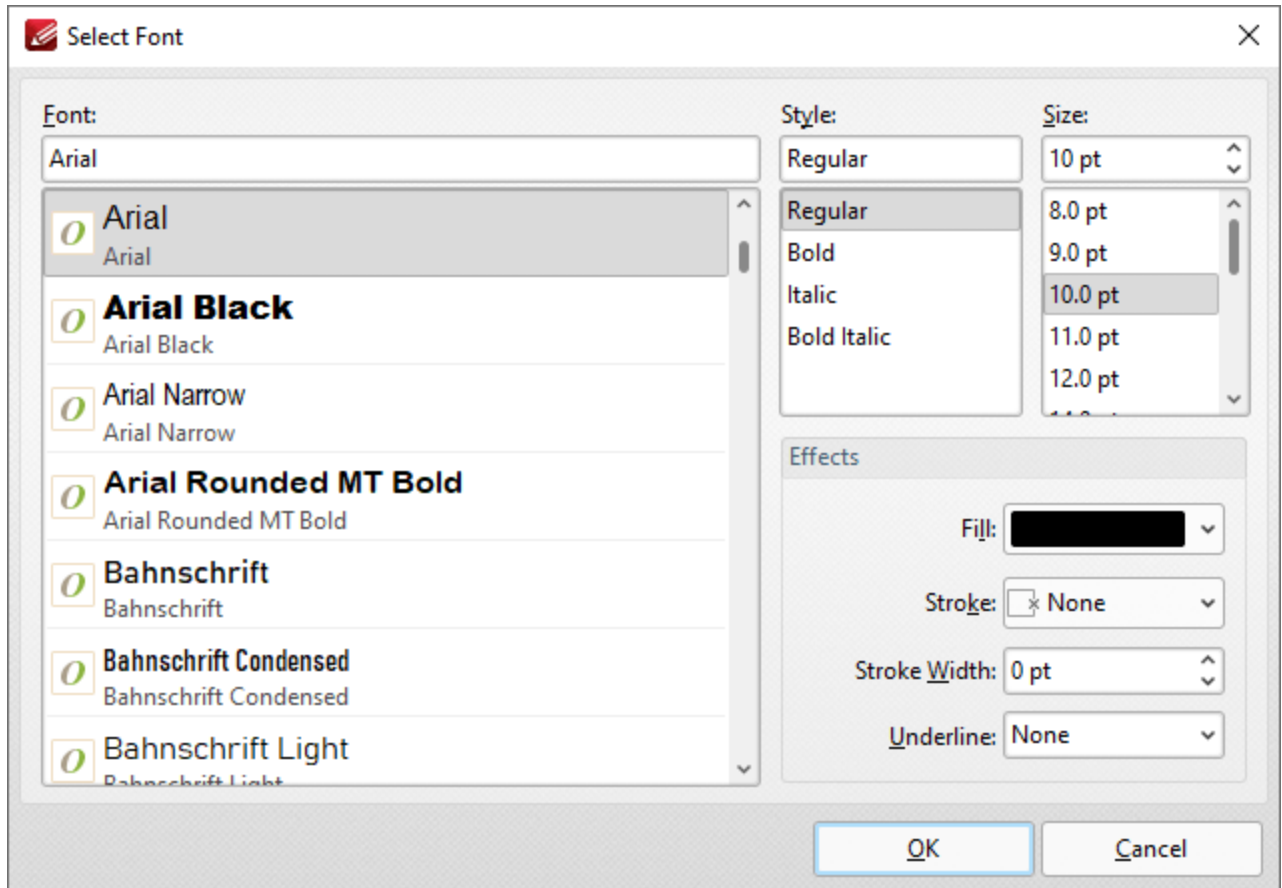 Select Font
Font:
Arial
Arial
Arial
Arial Black
Arial Black
Arial Narrow
Arial Narrow
Arial Rounded MT Bold
Arial Rounded MT Bold
Bahnschrift
Bahnschrift
Bahnschrift Condensed
Bahnschrift Condensed
Bahnschrift Light
Bahnschrift Light
Style:
Regular
Regular
Bold
Italic
Bold Italic
Size:
10 pt
8.0 pt
9.0 pt
10.0 pt
11.0 pt
12.0 pt
Effects
Fill:
Stroke: None
Stroke Width: 0 pt
Underline: None
OK
Cancel